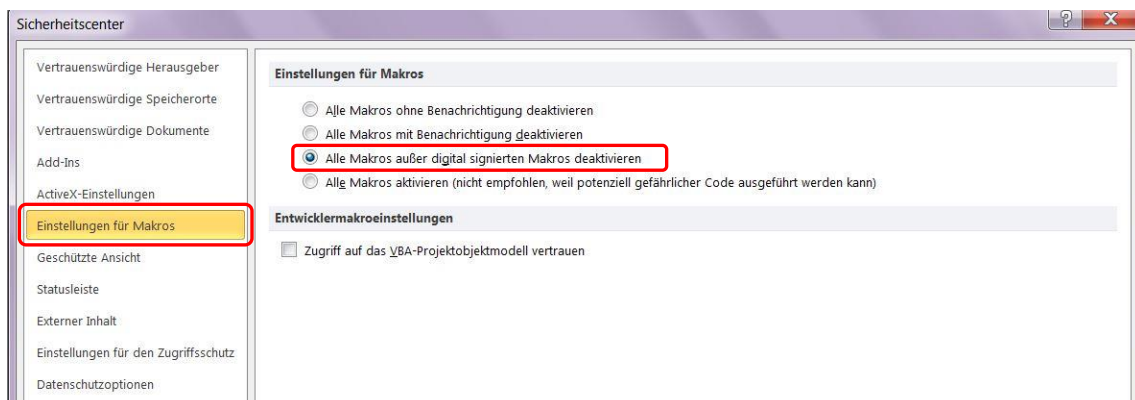 Sicherheitscenter
Vertrauenswürdige Herausgeber
Vertrauenswürdige Speicherorte
Vertrauenswürdige Dokumente
Add-Ins
ActiveX-Einstellungen
Einstellungen für Makros
Geschützte Ansicht
Statusleiste
Externer Inhalt
Einstellungen für den Zugriffsschutz
Datenschutzoptionen
Einstellungen für Makros
Alle Makros ohne Benachrichtigung deaktivieren
Alle Makros mit Benachrichtigung deaktivieren
Alle Makros außer digital signierten Makros deaktivieren
Alle Makros aktivieren (nicht empfohlen, weil potenziell gefährlicher Code ausgeführt werden kann)
Entwicklermakroeinstellungen
Zugriff auf das VBA-Projektobjektmodell vertrauen